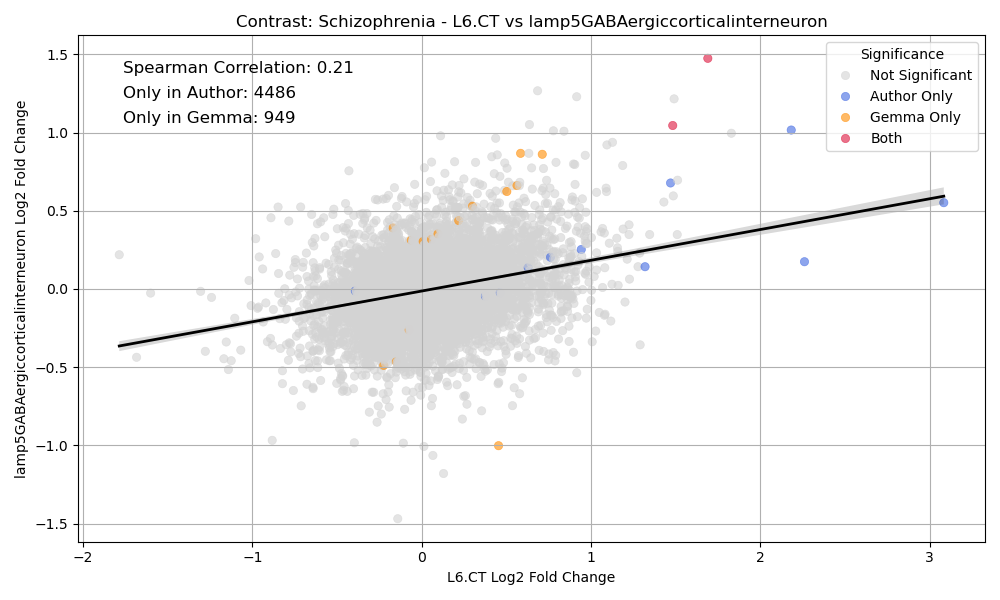 Contrast: Schizophrenia - L6.CT vs lamp5GABAergiccorticalinterneuron
Spearman Correlation: 0.21
Only in Author: 4486
Only in Gemma: 949
Significance
Not Significant
Author Only
Gemma Only
Both
lamp5GABAergiccorticalinterneuron Log2 Fold Change
1.5
1.0
0.5
0.0
−0.5
−1.0
−1.5
−2
−1
0
1
2
3
L6.CT Log2 Fold Change